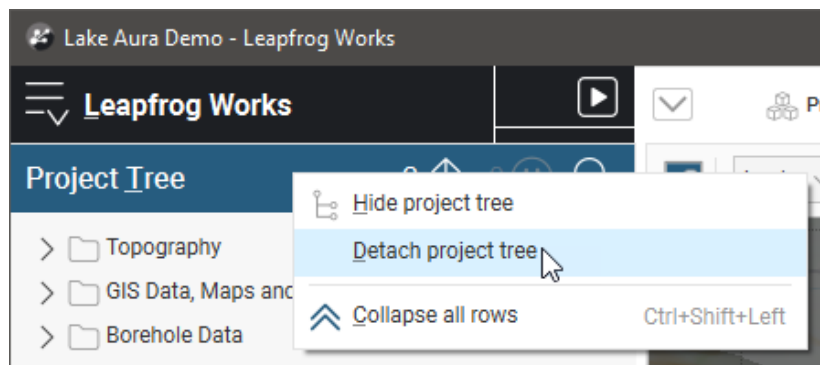 Lake Aura Demo - Leapfrog Works
Leapfrog Works
Project Tree
Hide project tree
Detach project tree
Collapse all rows Ctrl+Shift+Left
Topography
GIS Data, Maps and
Borehole Data